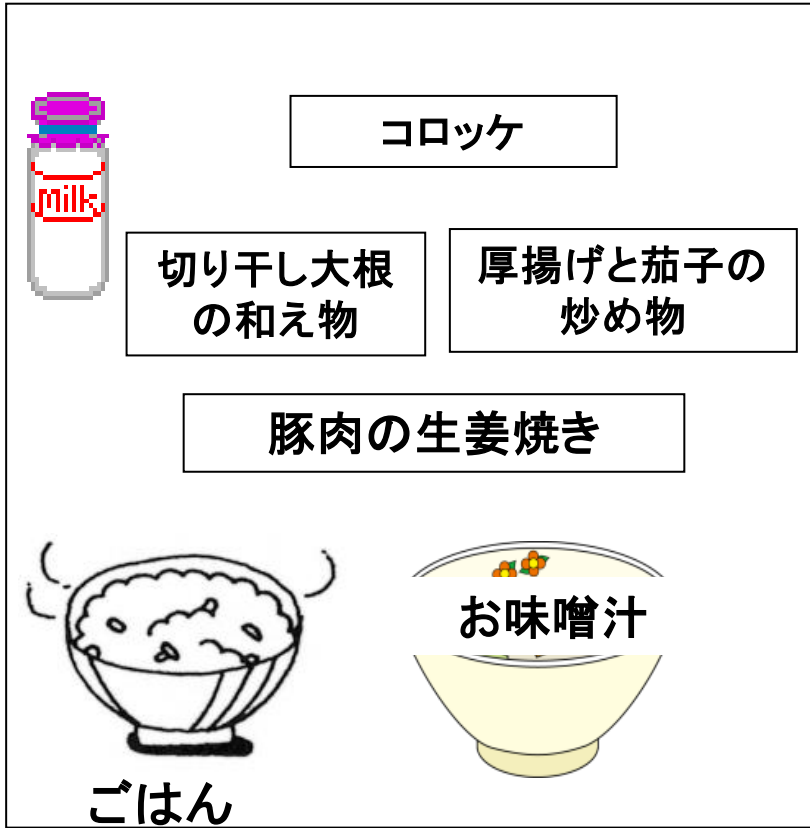 コロッケ
Milk
切り干し大根
の和え物
厚揚げと茄子の
炒め物
豚肉の生姜焼き
お味噌汁
ごはん